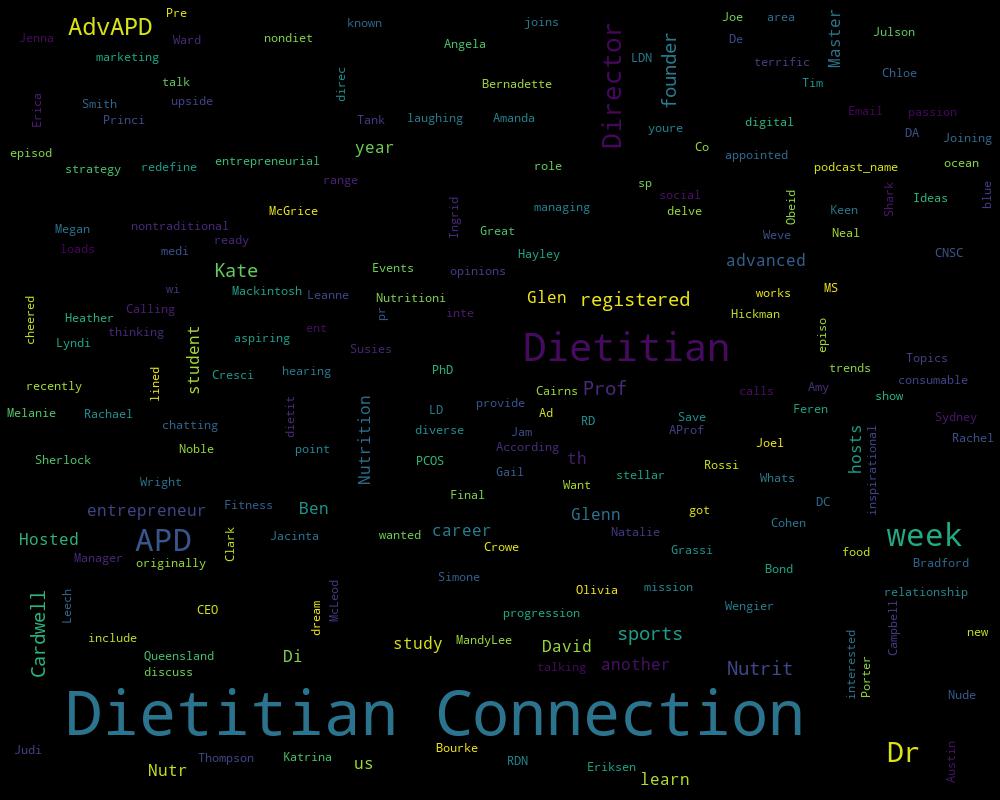 Pre
AdvAPD
known
joins
Joe
area
Master
Julson
Jenna
Ward
nondiet
Angela
Director
founder
De
marketing
LDN
terrific
talk
direc
Bernadette
Tim
Chloe
Erica
Smith
upside
Princi
Tank
laughing
Amanda
youre
digital
Email
passion
DA
Joining
episod
strategy
redefine
entrepreneurial
year
role
Co
appointed
podcast_name
ocean
range
sp
social
Obeid
Shark
Ideas
blue
McGrice
Ingrid
managing
delve
Keen
Megan
nontraditional
Great
Weve
Neal
loads
medi
ready
Hayley
advanced
CNSC
Kate
Events
opinions
wi
Mackintosh
Leanne
Nutritioni
Glen
registered
works
MS
cheered
Calling
Heather
pr
inte
Hickman
thinking
student
ent
episo
Lyndi
aspiring
Susies
Dietitian
Topics
trends
recently
lined
Cresci
hearing
PhD
Cairns
Prof
calls
Amy
consumable
show
Melanie
Rachael
dietit
Nutrition
LD
provide
Ad
RD
Save
Feren
Sydney
chatting
diverse
Jam
AProf
hosts
inspirational
Rachel
Noble
point
According
Joel
Sherlock
PCOS
Gail
th
Rossi
stellar
Whats
Wright
Want
Final
entrepreneur
Fitness
Ben
Glenn
got
DC
Hosted
APD
Clark
Jacinta
wanted
career
Natalie
Cohen
week
Manager
originally
Crowe
Grassi
food
Bradford
Cardwell
Leech
Simone
Bond
CEO
dream
McLeod
Olivia
mission
Wengier
relationship
Campbell
include
progression
new
study
MandyLee
David
sports
interested
Porter
Queensland
discuss
Di
talking
another
Nutrit
Nude
Dietitian Connection
Judi
Thompson
Katrina
Bourke
Dr
Austin
Nutr
us
RDN
Eriksen
learn